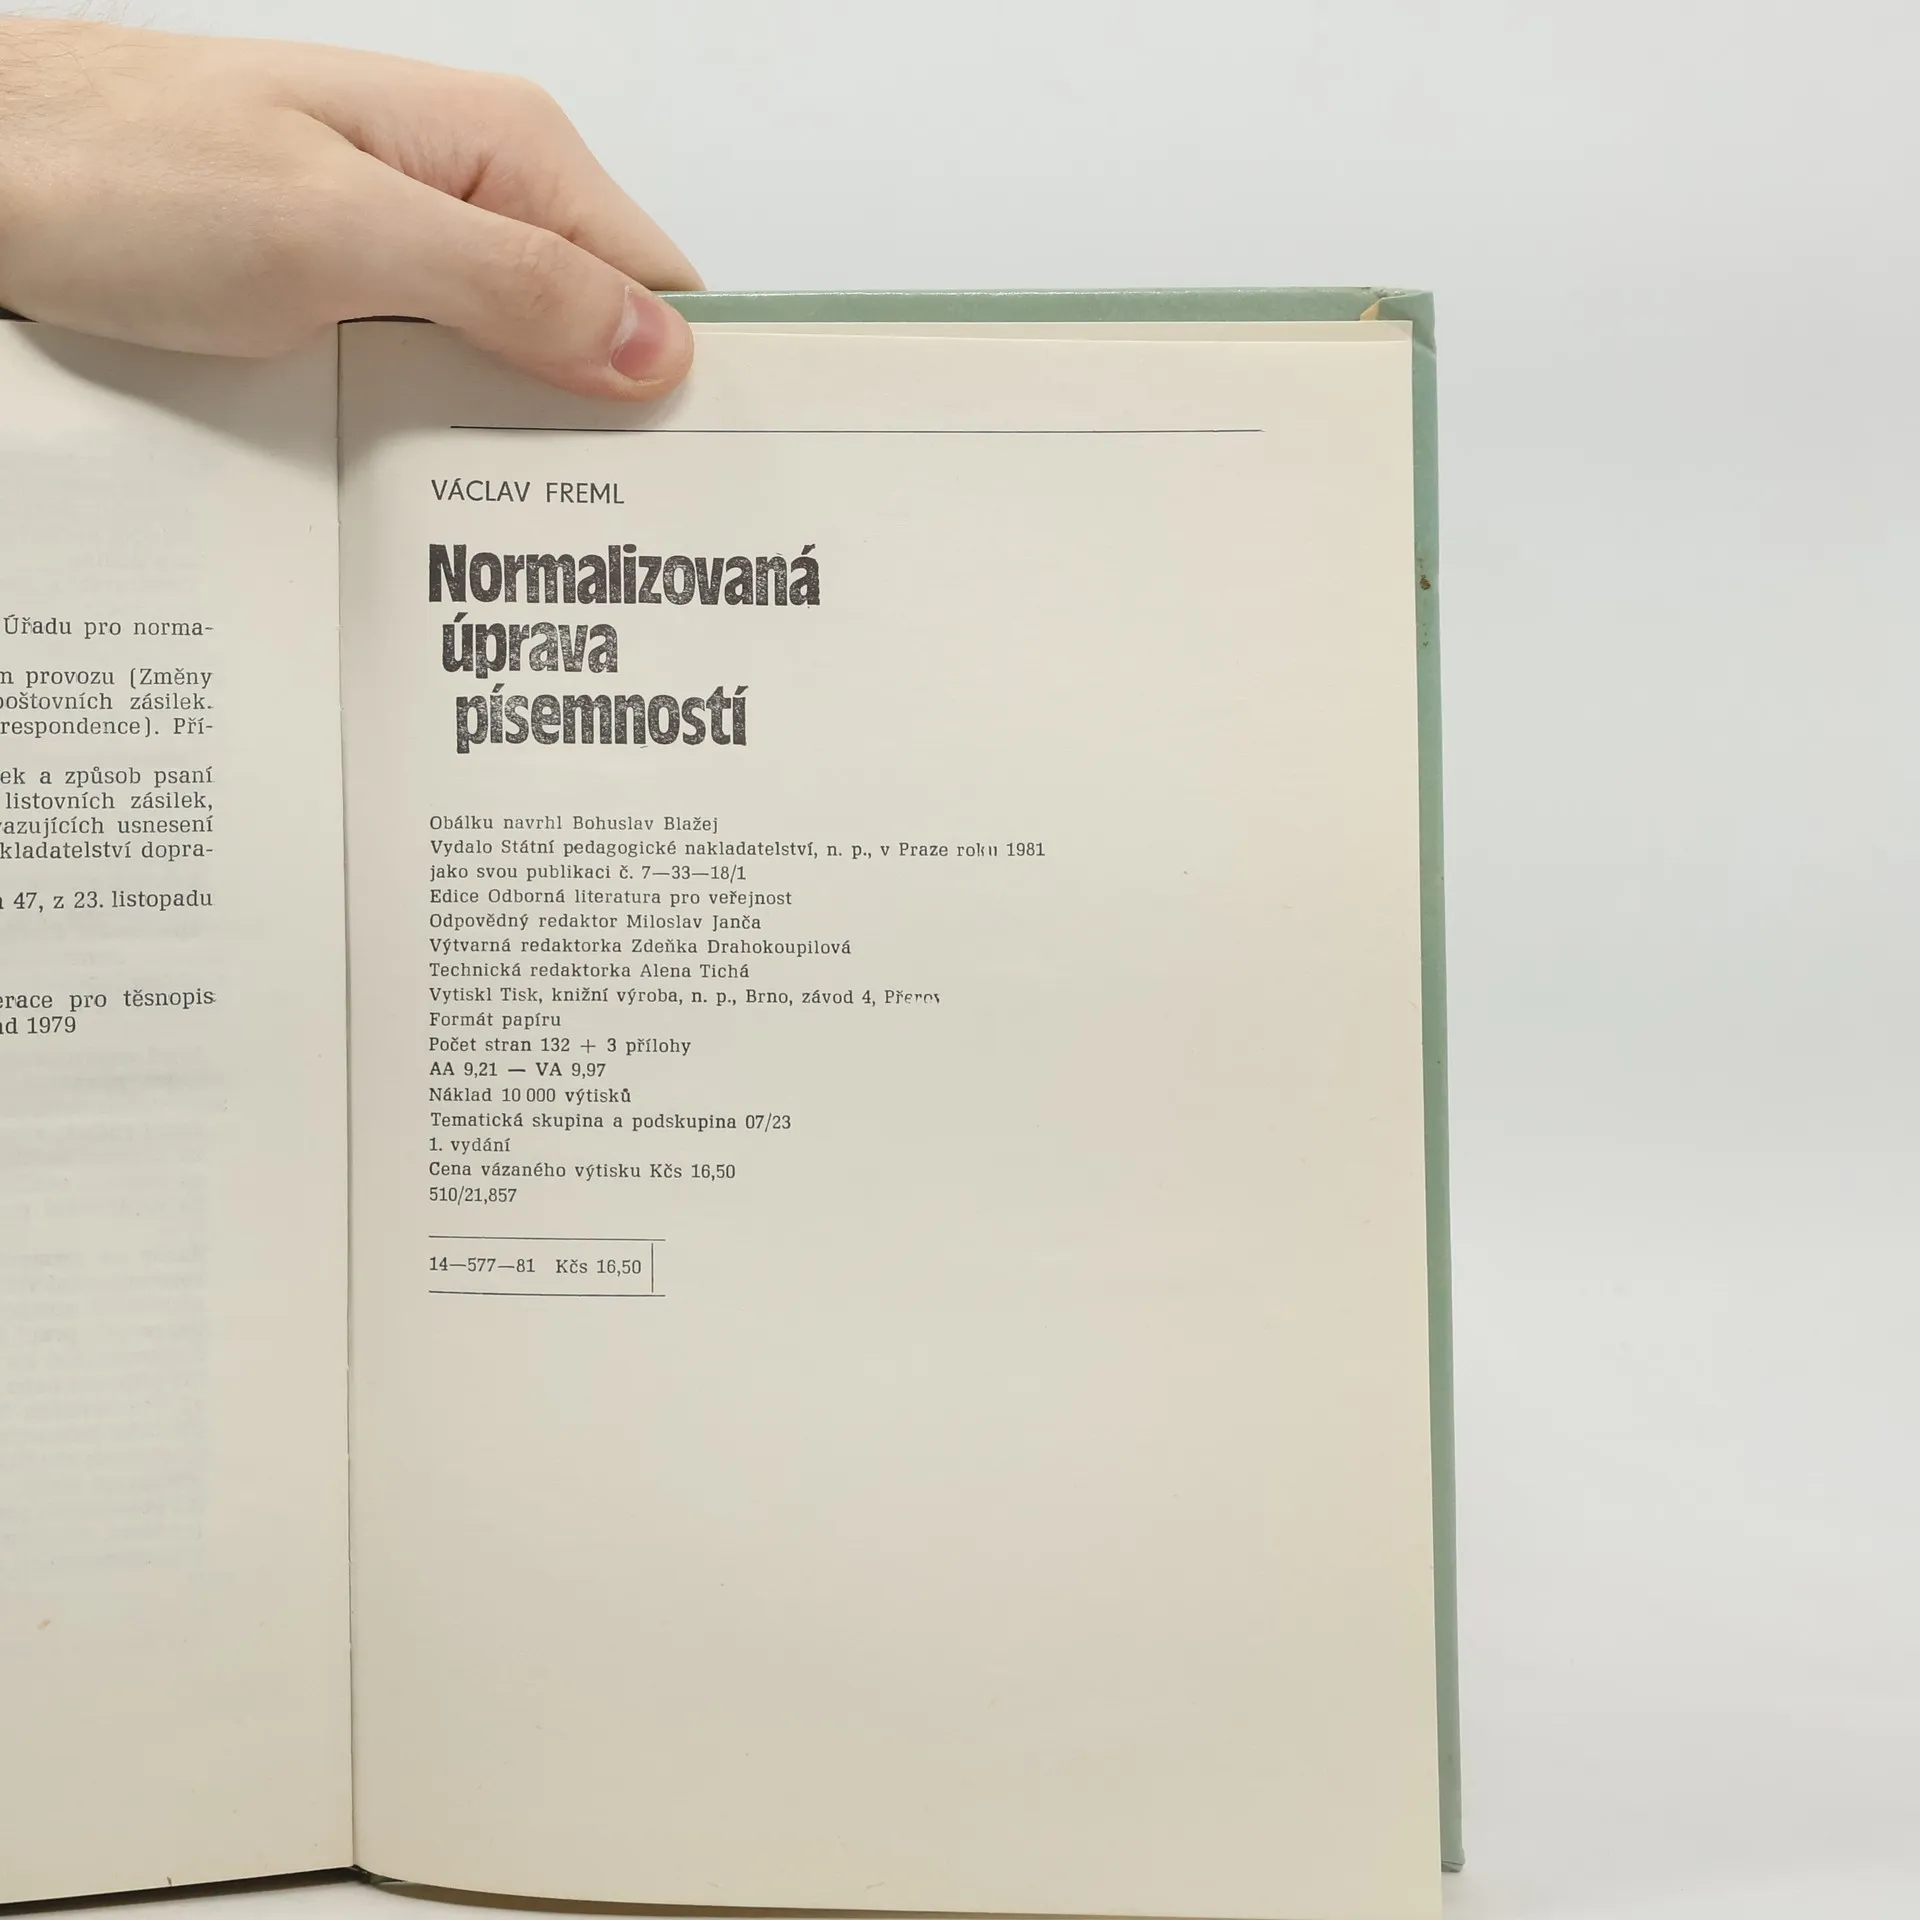 Úřadu pro norma-
provozu (Změny
poštovních zásilek.
respondence). Pří-
ek a způsob psaní
listovních zásilek,
vazujících usnesení
kladatelství dopra-
47, z 23. listopadu
erace pro těsnopis
1979
VÁCLAV FREML
Normalizovaná
úprava
písemností
Obálku navrhl Bohuslav Blažej
Vydalo Státní pedagogické nakladatelství, n. p., v Praze roku 1981
jako svou publikaci č. 7—33—18/1
Edice Odborná literatura pro veřejnost
Odpovědný redaktor Miloslav Janča
Výtvarná redaktorka Zdeňka Drahokoupilová
Technická redaktorka Alena Tichá
Vytiskl Tisk, knižní výroba, n. p., Brno, závod 4, Přerov
Formát papíru
Počet stran 132 + 3 přílohy
AA 9,21 — VA 9,97
Náklad 10 000 výtisků
Tematická skupina a podskupina 07/23
1. vydání
Cena vázaného výtisku Kčs 16,50
510/21,857
14—577—81 Kčs 16,50